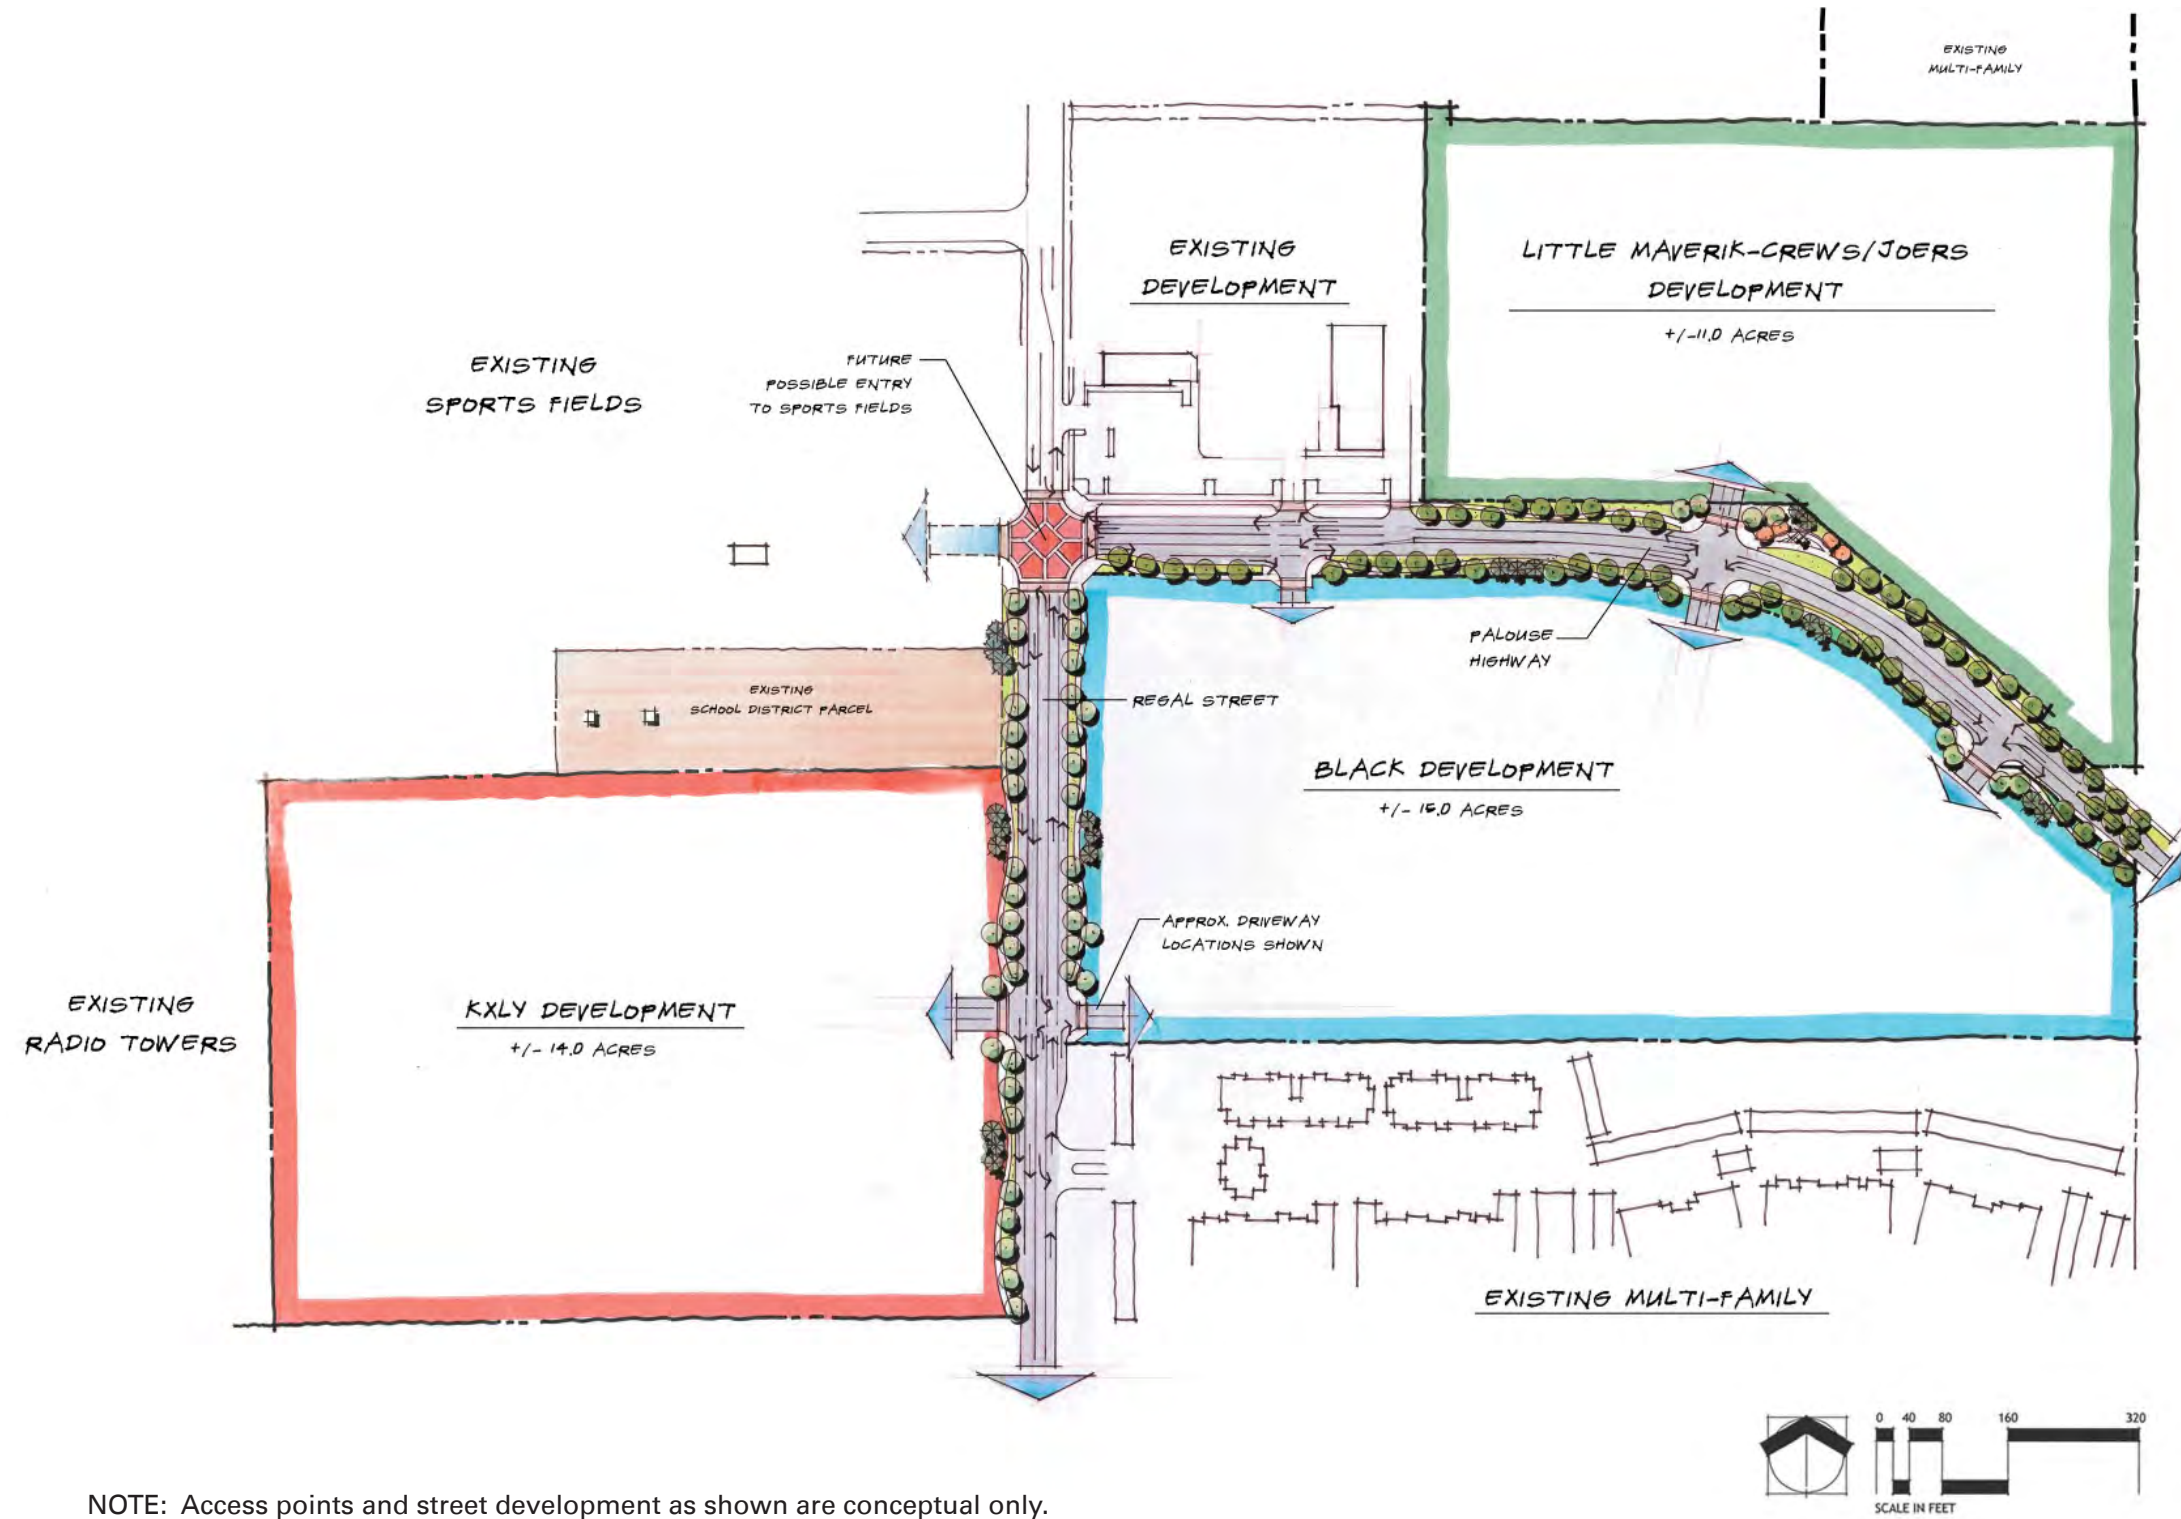 EXISTING
MULTI-FAMILY
EXISTING
DEVELOPMENT
LITTLE MAVERIK-CREWS/JOERS
DEVELOPMENT
+/-11.0 ACRES
EXISTING
SPORTS FIELDS
FUTURE
POSSIBLE ENTRY
TO SPORTS FIELDS
PALOUSE
HIGHWAY
EXISTING
SCHOOL DISTRICT PARCEL
REGAL STREET
BLACK DEVELOPMENT
+/- 15.0 ACRES
APPROX. DRIVEWAY
LOCATIONS SHOWN
EXISTING
RADIO TOWERS
KXLY DEVELOPMENT
+/- 14.0 ACRES
EXISTING MULTI-FAMILY
0 40 80 160 320
SCALE IN FEET
NOTE: Access points and street development as shown are conceptual only.